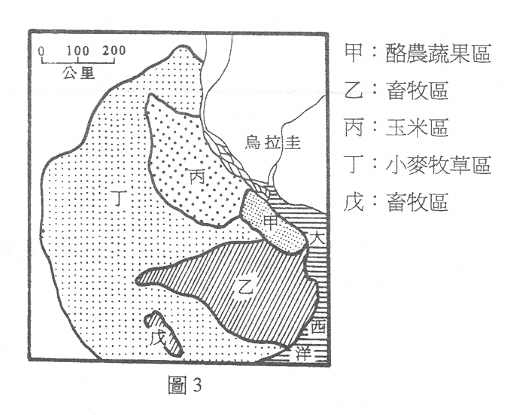 0 100 200
公里
烏拉圭
丙
丁
甲
大
乙
西
戊
洋
甲：酪農蔬果區
乙：畜牧區
丙：玉米區
丁：小麥牧草區
戊：畜牧區
圖3